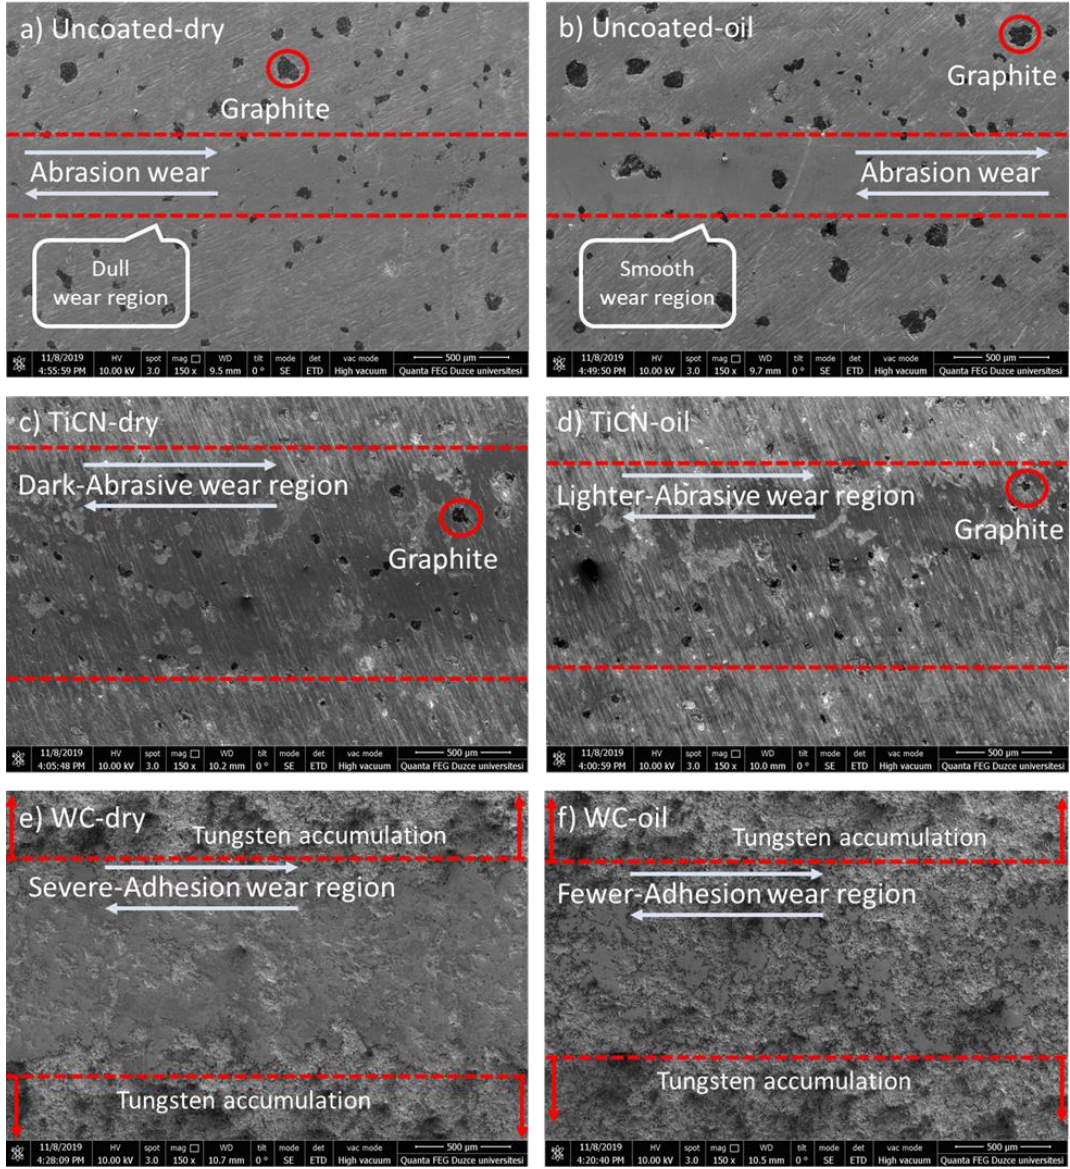 a) Uncoated-dry
Graphite
Abrasion wear
Dull
wear region
11/8/2019 HV spot mag WD tilt mode det vac mode 500 µm
4:55:59 PM 10.00 kV 3.0 150 x 9.5 mm 0 ° SE ETD High vacuum Quanta FEG Duzce universitesi
b) Uncoated-oil
Graphite
Abrasion wear
Smooth
wear region
11/8/2019 HV spot mag WD tilt mode det vac mode 500 µm
4:49:50 PM 10.00 kV 3.0 150 x 9.7 mm 0 ° SE ETD High vacuum Quanta FEG Duzce universitesi
c) TiCN-dry
Dark-Abrasive wear region
Graphite
11/8/2019 HV spot mag WD tilt mode det vac mode 500 µm
4:05:48 PM 10.00 kV 3.0 150 x 10.2 mm 0 ° SE ETD High vacuum Quanta FEG Duzce universitesi
d) TiCN-oil
Lighter-Abrasive wear region
Graphite
11/8/2019 HV spot mag WD tilt mode det vac mode 500 µm
4:00:59 PM 10.00 kV 3.0 150 x 10.0 mm 0 ° SE ETD High vacuum Quanta FEG Duzce universitesi
e) WC-dry
Tungsten accumulation
Severe-Adhesion wear region
Tungsten accumulation
11/8/2019 HV spot mag WD tilt mode det vac mode 500 µm
4:28:09 PM 10.00 kV 3.0 150 x 10.7 mm 0 ° SE ETD High vacuum Quanta FEG Duzce universitesi
f) WC-oil
Tungsten accumulation
Fewer-Adhesion wear region
Tungsten accumulation
11/8/2019 HV spot mag WD tilt mode det vac mode 500 µm
4:20:40 PM 10.00 kV 3.0 150 x 10.5 mm 0 ° SE ETD High vacuum Quanta FEG Duzce universitesi